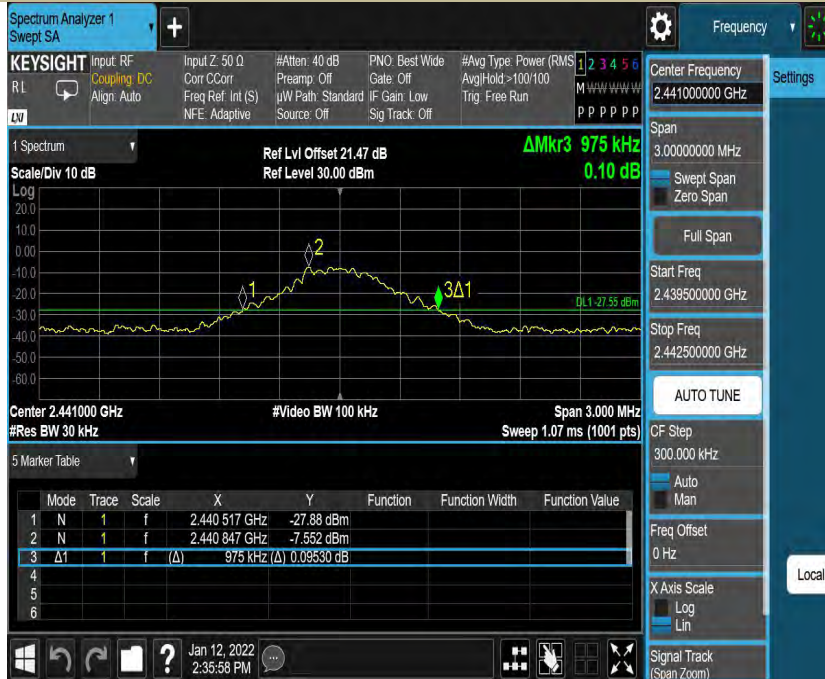 Spectrum Analyzer 1
Swept SA
+
Frequency
KEYSIGHT
RL
LXI
Input: RF
Coupling: DC
Align: Auto
Input Z: 50 Ω
Corr CCorr
Freq Ref: Int (S)
NFE: Adaptive
#Atten: 40 dB
Preamp: Off
µW Path: Standard
Source: Off
PNO: Best Wide
Gate: Off
IF Gain: Low
Sig Track: Off
#Avg Type: Power (RMS
Avg|Hold:>100/100
Trig: Free Run
1 2 3 4 5 6
M W W W W W
P P P P P P
1 Spectrum
Scale/Div 10 dB
Ref Lvl Offset 21.47 dB
Ref Level 30.00 dBm
ΔMkr3 975 kHz
0.10 dB
Log
20.0
10.0
0.00
-10.0
-20.0
-30.0
-40.0
-50.0
-60.0
1
2
3Δ1
DL1 -27.55 dBm
Center 2.441000 GHz
#Video BW 100 kHz
Span 3.000 MHz
#Res BW 30 kHz
Sweep 1.07 ms (1001 pts)
5 Marker Table
Mode Trace Scale X Y Function Function Width Function Value
1 N 1 f 2.440 517 GHz -27.88 dBm
2 N 1 f 2.440 847 GHz -7.552 dBm
3 Δ1 1 f (Δ) 975 kHz (Δ) 0.09530 dB
4
5
6
?
Jan 12, 2022
2:35:58 PM
Center Frequency
2.441000000 GHz
Settings
Span
3.00000000 MHz
Swept Span
Zero Span
Full Span
Start Freq
2.439500000 GHz
Stop Freq
2.442500000 GHz
AUTO TUNE
CF Step
300.000 kHz
Auto
Man
Freq Offset
0 Hz
Local
X Axis Scale
Log
Lin
Signal Track
(Span Zoom)